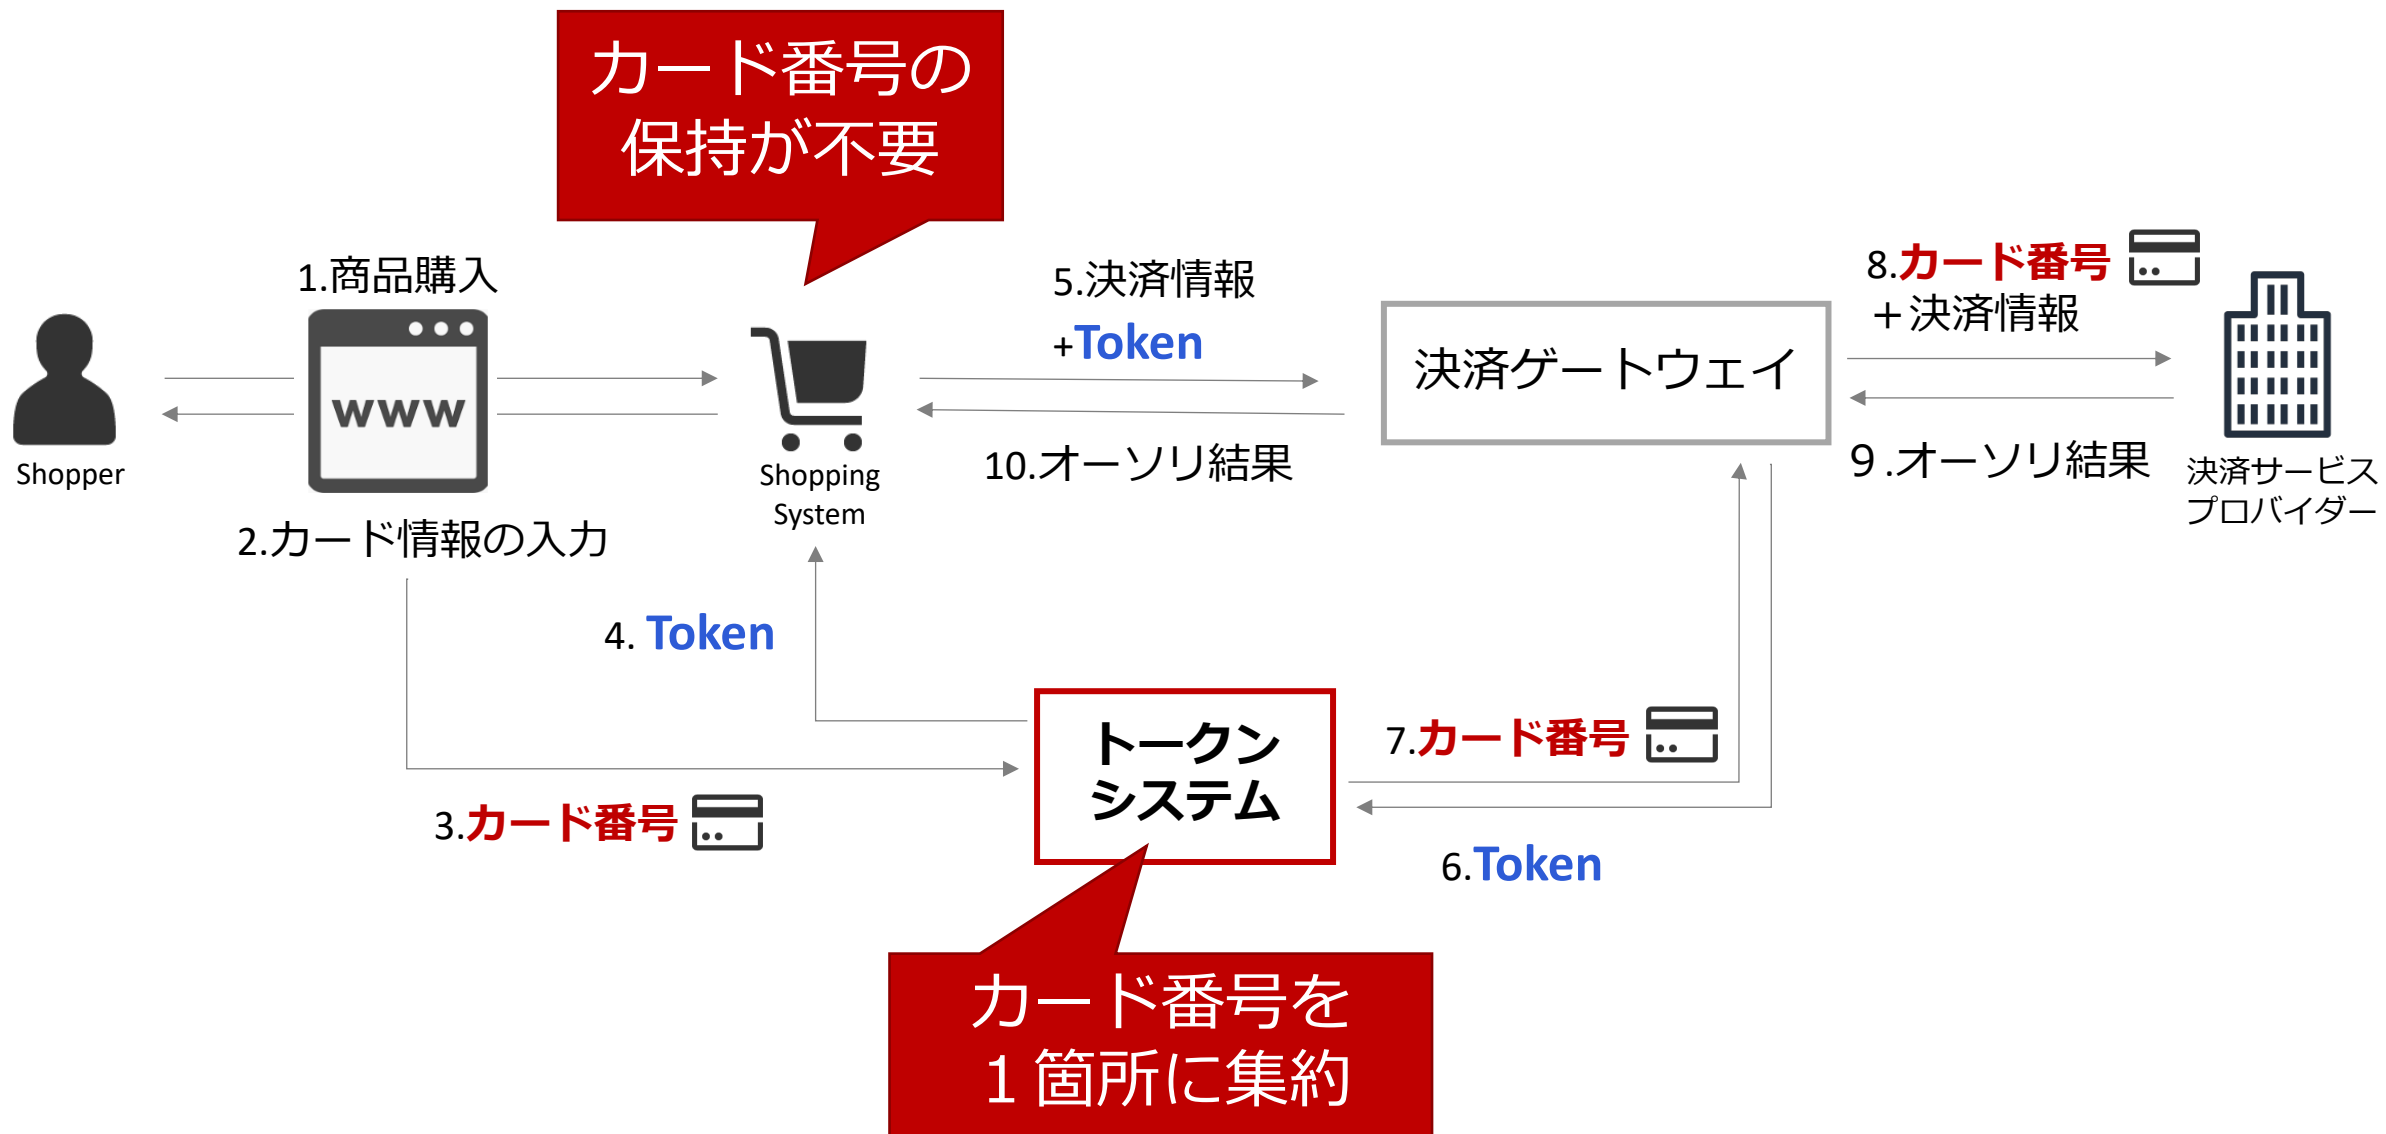 カード番号の
保持が不要
1.商品購入
www
Shopper
2.カード情報の入力
Shopping
System
5.決済情報
+Token
10.オーソリ結果
決済ゲートウェイ
8.カード番号
＋決済情報
９.オーソリ結果
決済サービス
プロバイダー
3.カード番号
4. Token
トークン
システム
7.カード番号
6.Token
カード番号を
１箇所に集約